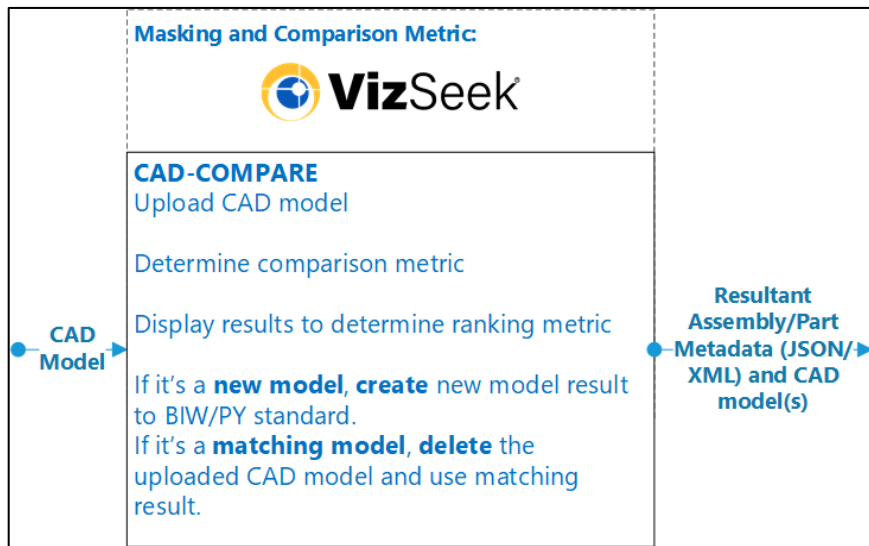 Masking and Comparison Metric:
VizSeek®
CAD-COMPARE
Upload CAD model
Determine comparison metric
Display results to determine ranking metric
If it's a new model, create new model result
to BIW/PY standard.
If it's a matching model, delete the
uploaded CAD model and use matching
result.
CAD
Model
Resultant
Assembly/Part
Metadata (JSON/
XML) and CAD
model(s)